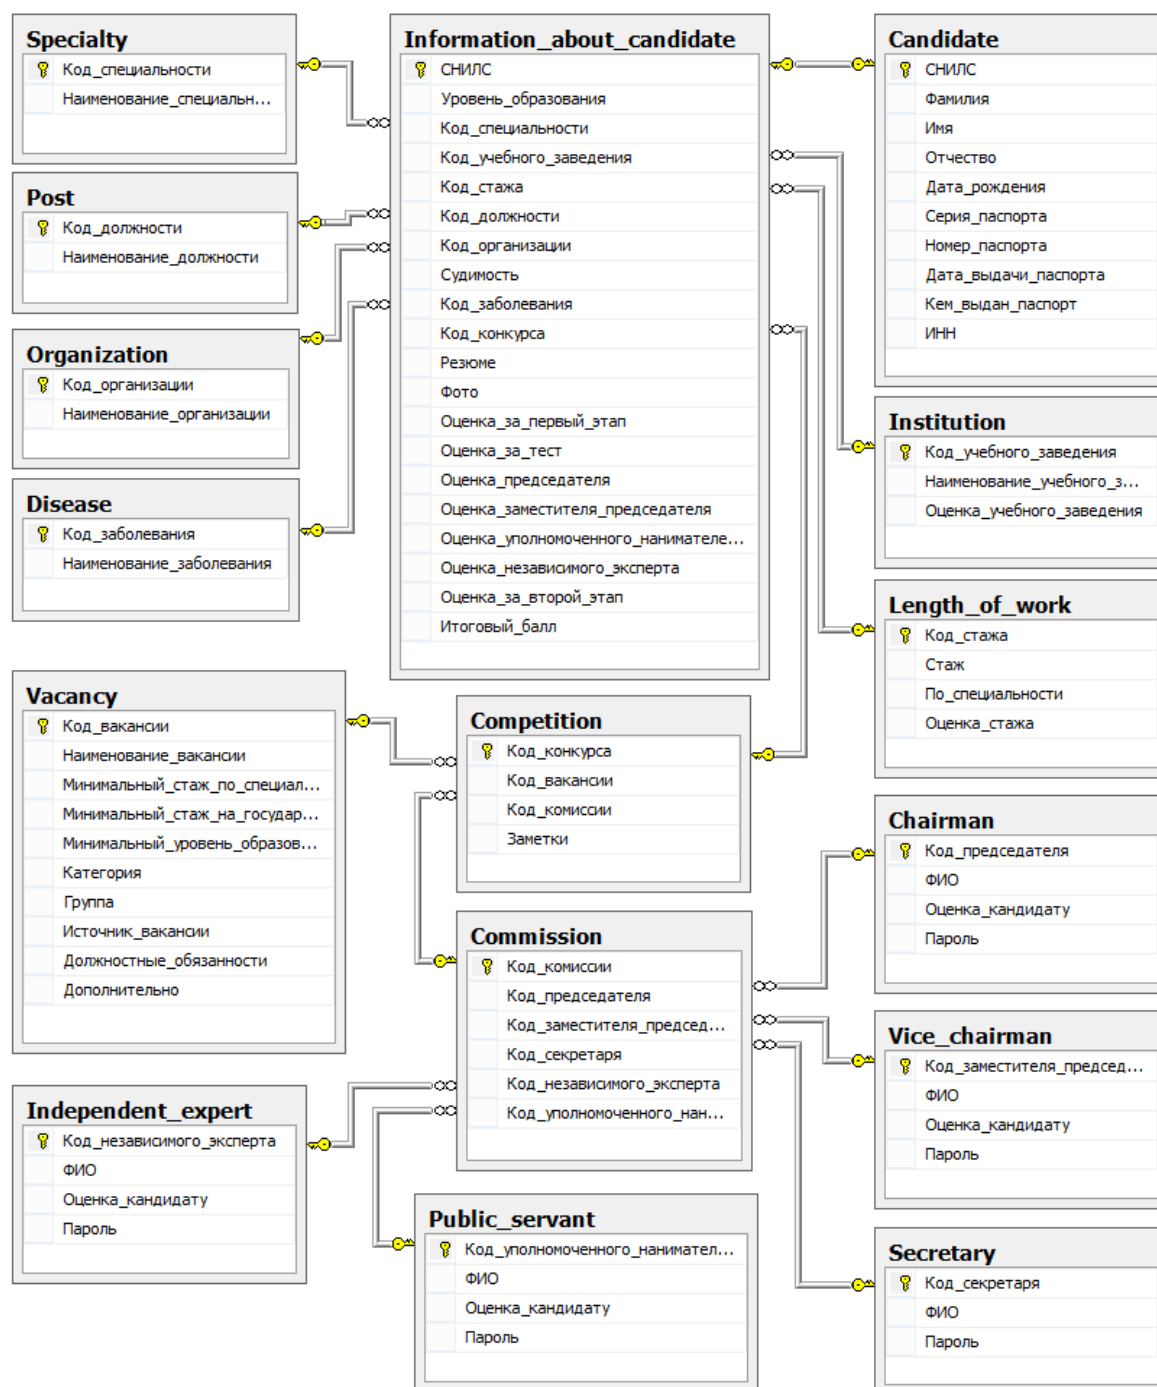 Specialty
Код_специальности
Наименование_специальн...
Post
Код_должности
Наименование_должности
Organization
Код_организации
Наименование_организации
Disease
Код_заболевания
Наименование_заболевания
Information_about_candidate
СНИЛС
Уровень_образования
Код_специальности
Код_учебного_заведения
Код_стажа
Код_должности
Код_организации
Судимость
Код_заболевания
Код_конкурса
Резюме
Фото
Оценка_за_первый_этап
Оценка_за_тест
Оценка_председателя
Оценка_заместителя_председателя
Оценка_уполномоченного_нанимателе...
Оценка_независимого_эксперта
Оценка_за_второй_этап
Итоговый_балл
Candidate
СНИЛС
Фамилия
Имя
Отчество
Дата_рождения
Серия_паспорта
Номер_паспорта
Дата_выдачи_паспорта
Кем_выдан_паспорт
ИНН
Institution
Код_учебного_заведения
Наименование_учебного_з...
Оценка_учебного_заведения
Length_of_work
Код_стажа
Стаж
По_специальности
Оценка_стажа
Vacancy
Код_вакансии
Наименование_вакансии
Минимальный_стаж_по_специал...
Минимальный_стаж_на_государ...
Минимальный_уровень_образов...
Категория
Группа
Источник_вакансии
Должностные_обязанности
Дополнительно
Competition
Код_конкурса
Код_вакансии
Код_комиссии
Заметки
Commission
Код_комиссии
Код_председателя
Код_заместителя_председ...
Код_секретаря
Код_независимого_эксперта
Код_уполномоченного_нан...
Chairman
Код_председателя
ФИО
Оценка_кандидату
Пароль
Vice_chairman
Код_заместителя_председ...
ФИО
Оценка_кандидату
Пароль
Independent_expert
Код_независимого_эксперта
ФИО
Оценка_кандидату
Пароль
Public_servant
Код_уполномоченного_нанимател...
ФИО
Оценка_кандидату
Пароль
Secretary
Код_секретаря
ФИО
Пароль